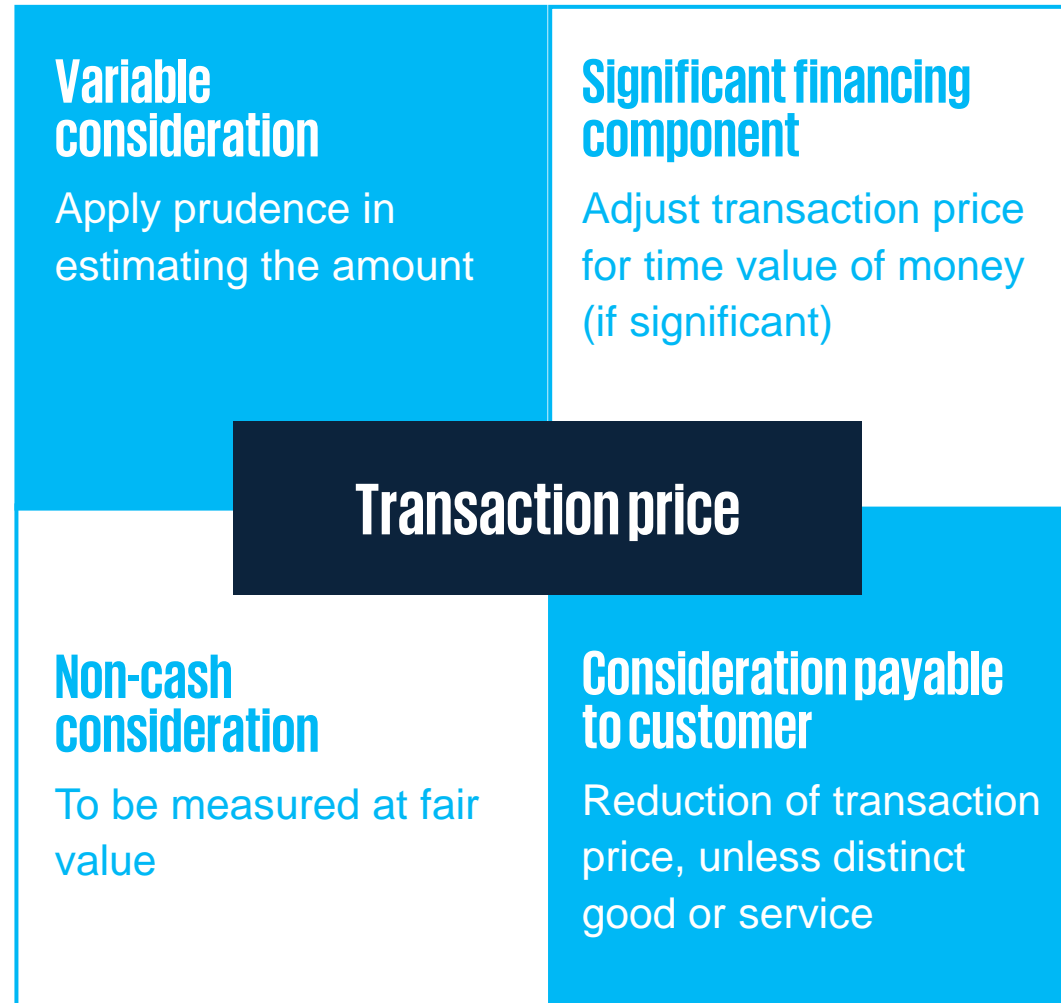 Variable
consideration
Apply prudence in
estimating the amount
Significant financing
component
Adjust transaction price
for time value of money
(if significant)
Transaction price
Non-cash
consideration
To be measured at fair
value
Consideration payable
to customer
Reduction of transaction
price, unless distinct
good or service